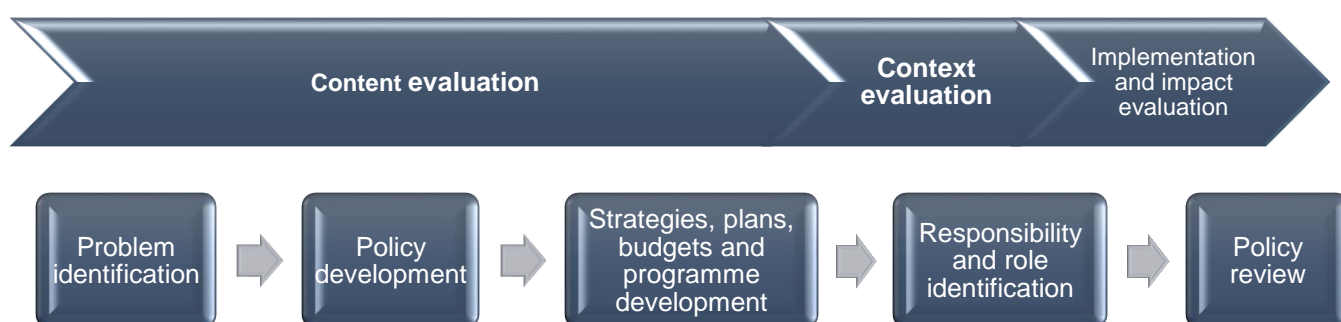 Content evaluation
Context
evaluation
Implementation
and impact
evaluation
Problem
identification
Policy
development
Strategies, plans,
budgets and
programme
development
Responsibility
and role
identification
Policy
review